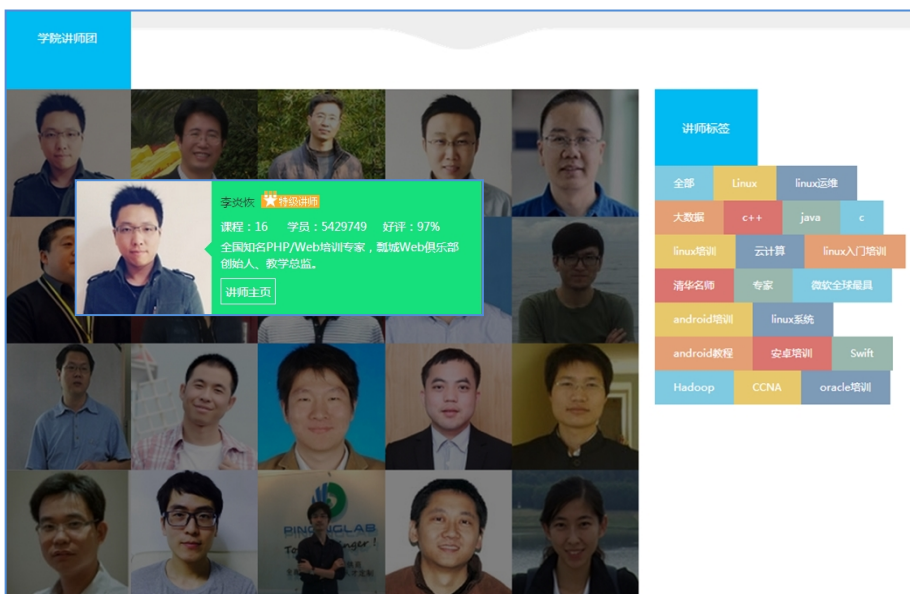 学院讲师团
讲师标签
全部 Linux linux运维
大数据 c++ java c
linux培训 云计算 linux入门培训
清华名师 专家 微软全球最具
android培训 linux系统
android教程 安卓培训 Swift
Hadoop CCNA oracle培训
李炎恢 特级讲师
课程：16 学员：5429749 好评：97%
全国知名PHP/Web培训专家，瓢城Web俱乐部
创始人、教学总监。
讲师主页